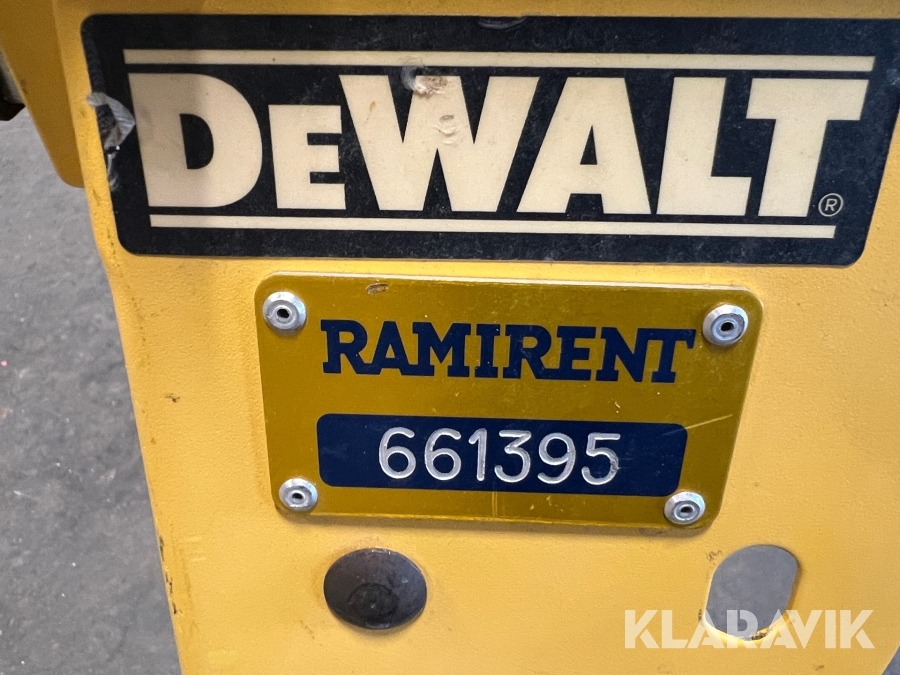 DEWALT®
RAMIRENT
661395
KLARAVIK